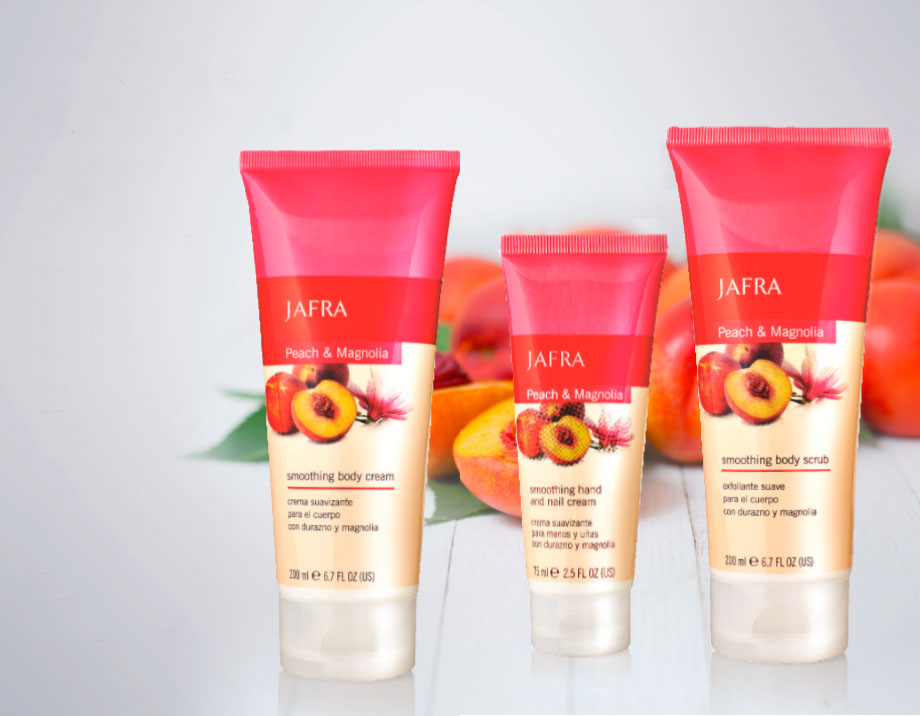 JAFRA
Peach & Magnolia
smoothing body cream
crema suavizante
para el cuerpo
con durazno y magnolia
200 ml ℮ 6.7 FL OZ (US)
JAFRA
Peach & Magnolia
smoothing hand
and nail cream
crema suavizante
para manos y uñas
con durazno y magnolia
75 ml ℮ 2.5 FL OZ (US)
JAFRA
Peach & Magnolia
smoothing body scrub
exfoliante suave
para el cuerpo
con durazno y magnolia
200 ml ℮ 6.7 FL OZ (US)